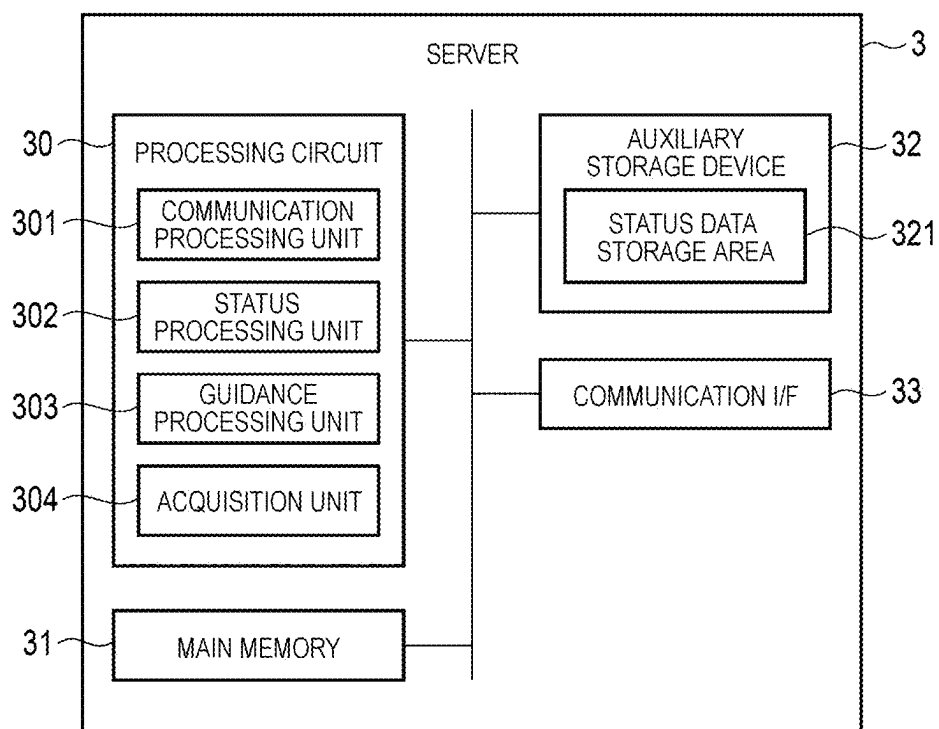 SERVER
3
30
PROCESSING CIRCUIT
301
COMMUNICATION
PROCESSING UNIT
302
STATUS
PROCESSING UNIT
303
GUIDANCE
PROCESSING UNIT
304
ACQUISITION UNIT
31
MAIN MEMORY
AUXILIARY
STORAGE DEVICE
32
STATUS DATA
STORAGE AREA
321
COMMUNICATION I/F
33